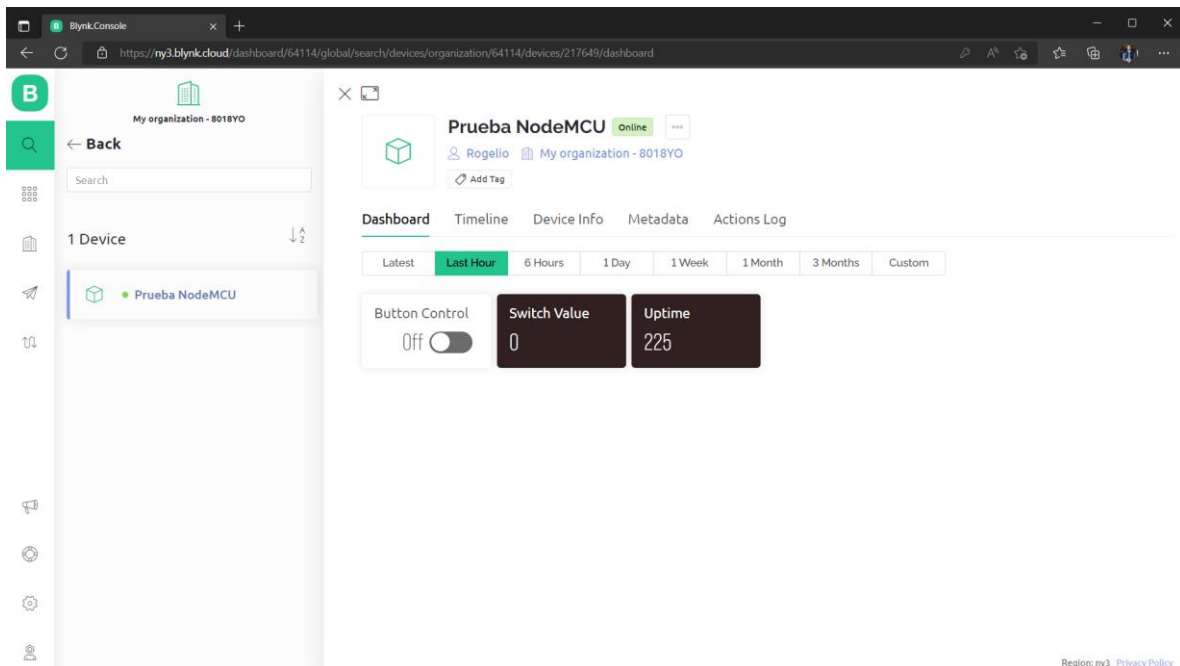 Blynk.Console
https://ny3.blynk.cloud/dashboard/64114/global/search/devices/organization/64114/devices/217649/dashboard
B
My organization - 8018YO
Back
Search
1 Device
A
Z
Prueba NodeMCU
Prueba NodeMCU Online
Rogelio My organization - 8018YO
Add Tag
Dashboard Timeline Device Info Metadata Actions Log
Latest Last Hour 6 Hours 1 Day 1 Week 1 Month 3 Months Custom
Button Control Switch Value Uptime
Off 0 225
Region: ny3 Privacy Policy